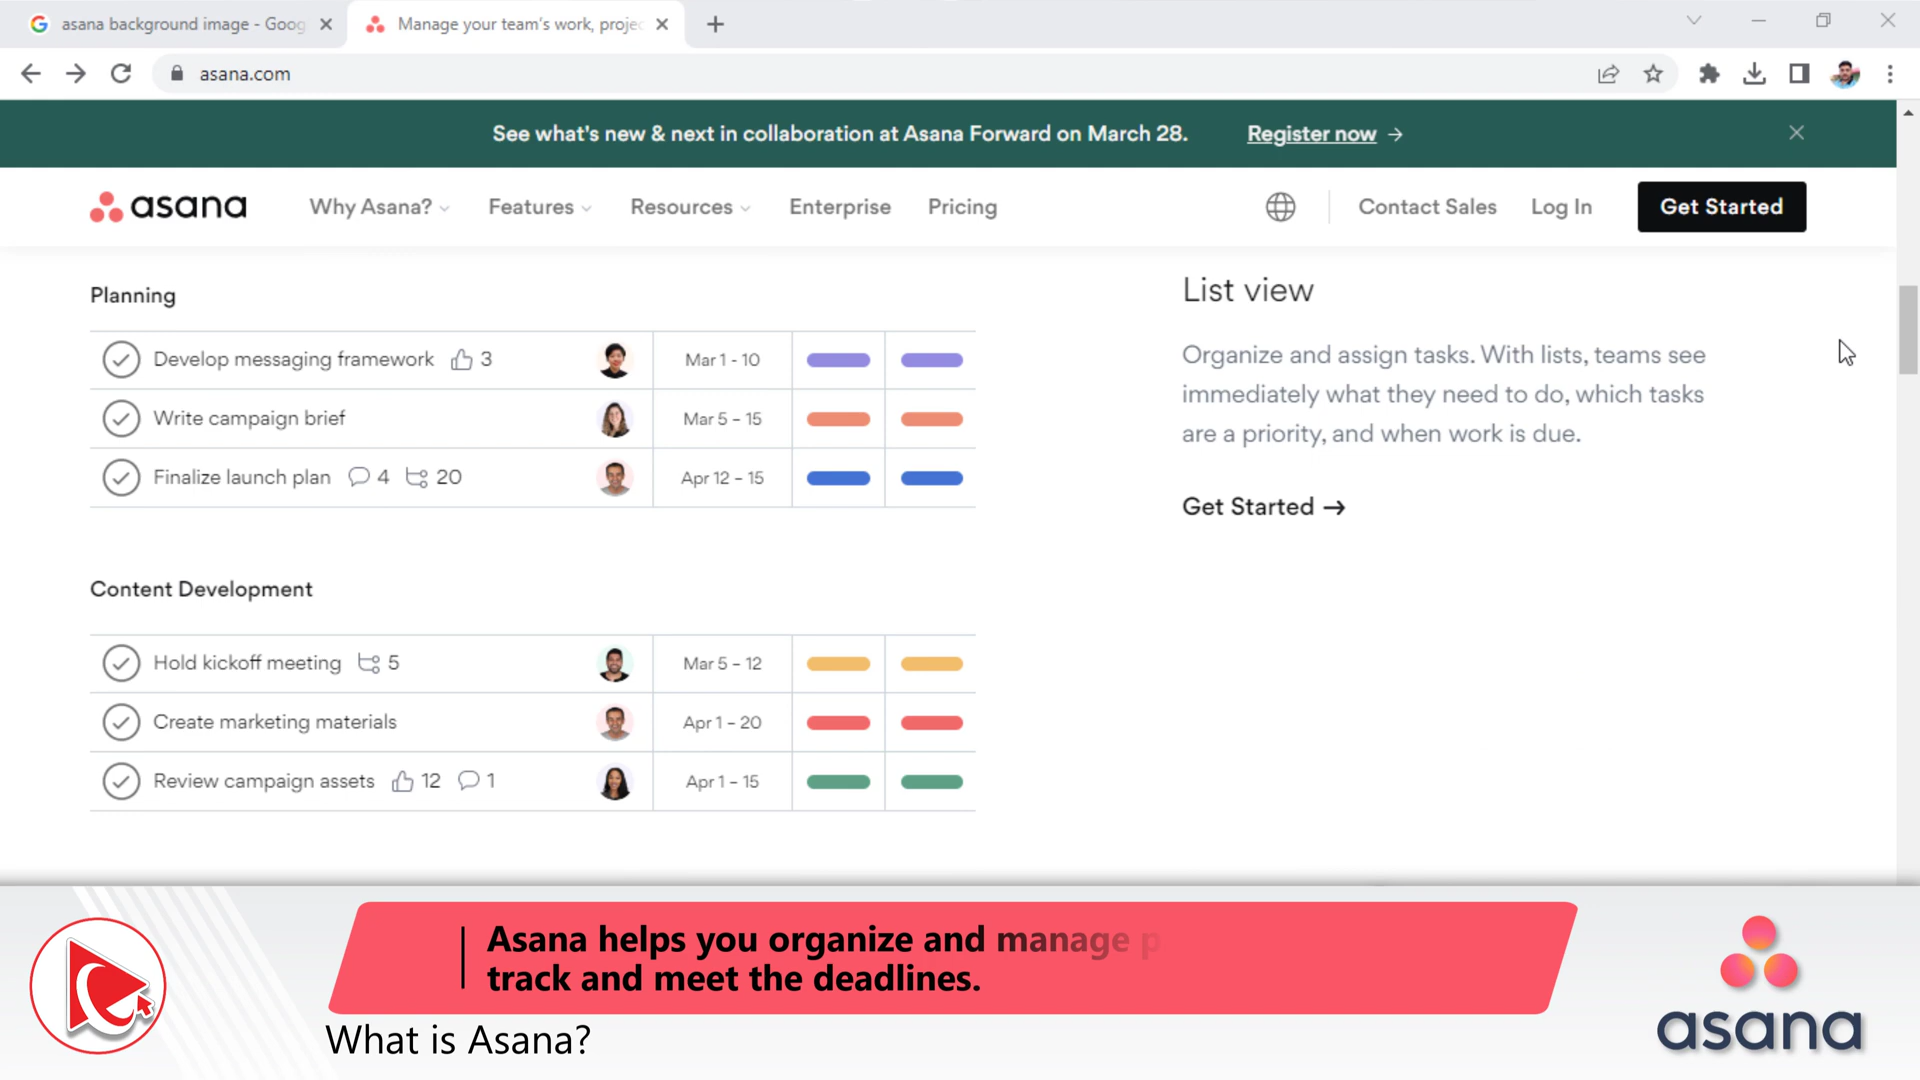 asana background image - Goog
Manage your team's work, projec
asana.com
See what's new & next in collaboration at Asana Forward on March 28.
Register now →
asana
Why Asana?
Features
Resources
Enterprise
Pricing
Contact Sales
Log In
Get Started
Planning
Develop messaging framework 3
Mar 1 - 10
Write campaign brief
Mar 5 – 15
Finalize launch plan 4 20
Apr 12 – 15
List view
Organize and assign tasks. With lists, teams see
immediately what they need to do, which tasks
are a priority, and when work is due.
Get Started →
Content Development
Hold kickoff meeting 5
Mar 5 – 12
Create marketing materials
Apr 1 – 20
Review campaign assets 12 1
Apr 1 – 15
Asana helps you organize and manage p
track and meet the deadlines.
What is Asana?
asana